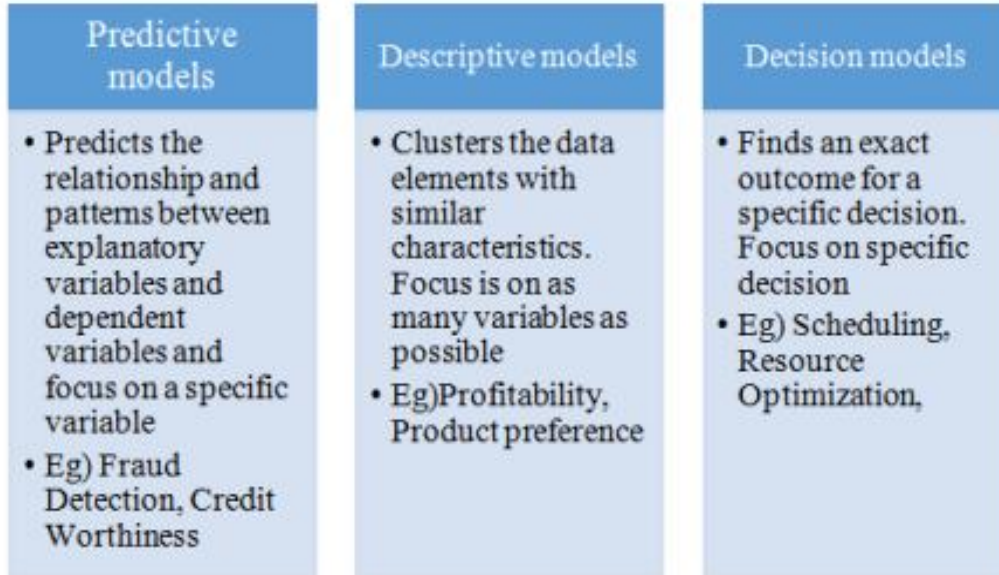 Predictive
models
• Predicts the
relationship and
patterns between
explanatory
variables and
dependent
variables and
focus on a specific
variable
• Eg) Fraud
Detection, Credit
Worthiness
Descriptive models
• Clusters the data
elements with
similar
characteristics.
Focus is on as
many variables as
possible
• Eg)Profitability,
Product preference
Decision models
• Finds an exact
outcome for a
specific decision.
Focus on specific
decision
• Eg) Scheduling,
Resource
Optimization,